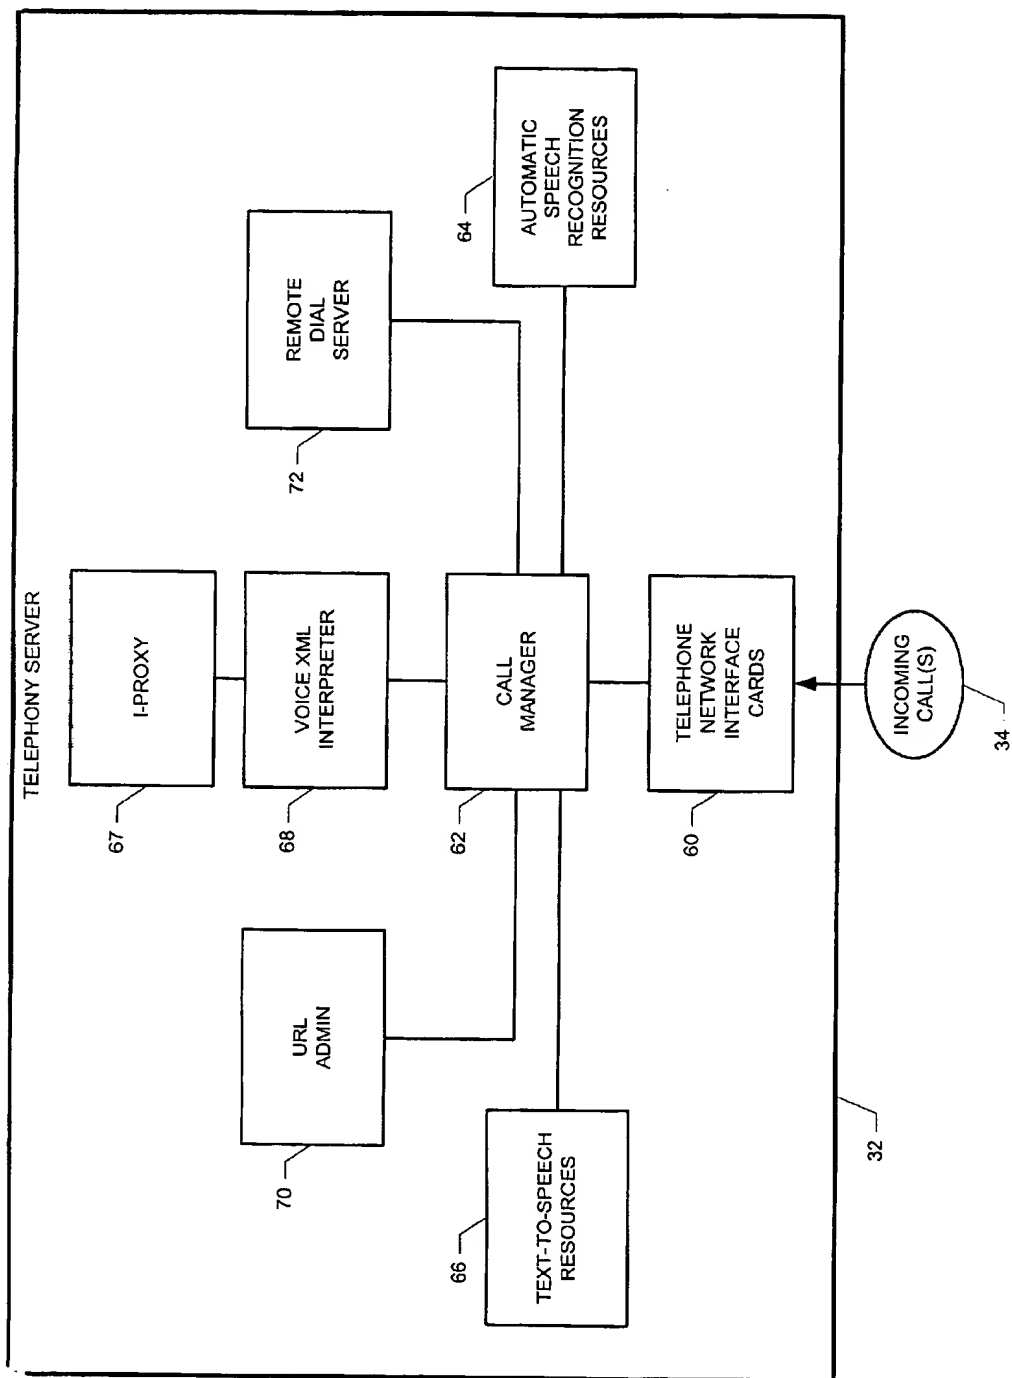 TELEPHONY SERVER
I-PROXY
67
URL
ADMIN
70
VOICE XML
INTERPRETER
68
REMOTE
DIAL
SERVER
72
TEXT-TO-SPEECH
RESOURCES
66
CALL
MANAGER
62
AUTOMATIC
SPEECH
RECOGNITION
RESOURCES
64
TELEPHONE
NETWORK
INTERFACE
CARDS
60
32
INCOMING
CALL(S)
34